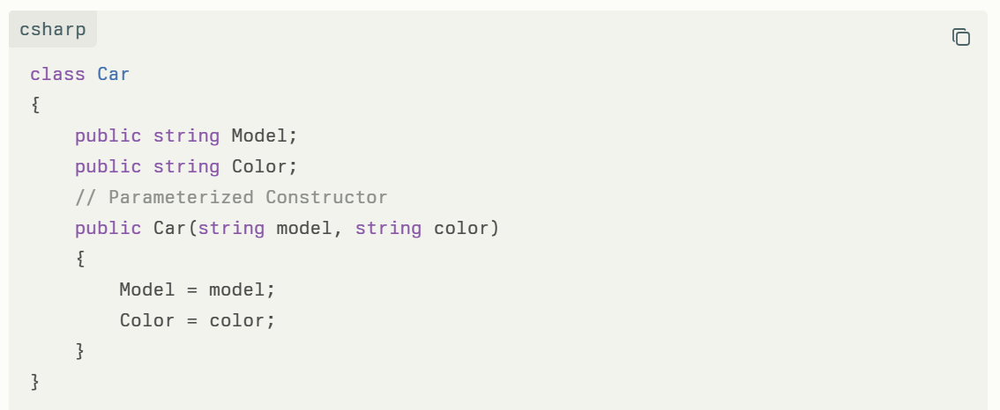 csharp
class Car
{
    public string Model;
    public string Color;
    // Parameterized Constructor
    public Car(string model, string color)
    {
        Model = model;
        Color = color;
    }
}